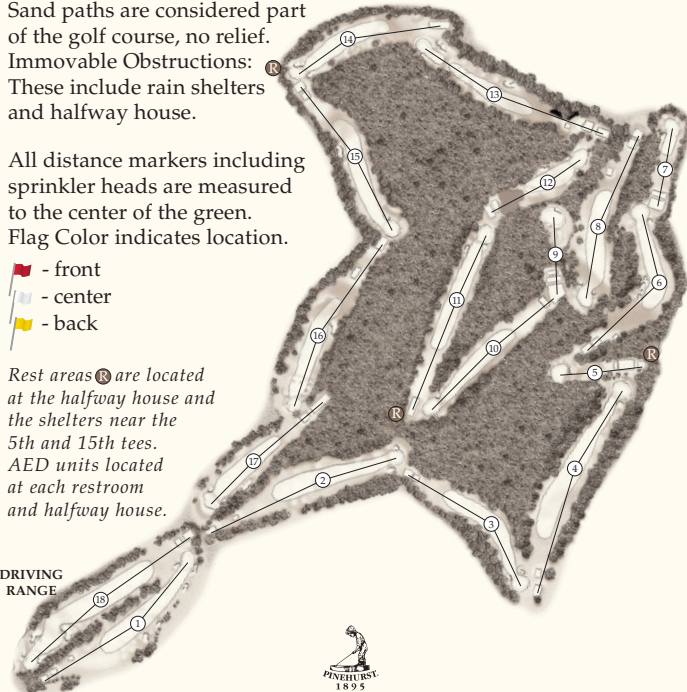 Sand paths are considered part
of the golf course, no relief.
Immovable Obstructions:
These include rain shelters
and halfway house.
All distance markers including
sprinkler heads are measured
to the center of the green.
Flag Color indicates location.
- front
- center
- back
Rest areas R are located
at the halfway house and
the shelters near the
5th and 15th tees.
AED units located
at each restroom
and halfway house.
DRIVING
RANGE
14
R
13
15
12
7
8
9
6
11
16
10
R
5
R
17
2
4
3
18
1
PINEHURST.
1895